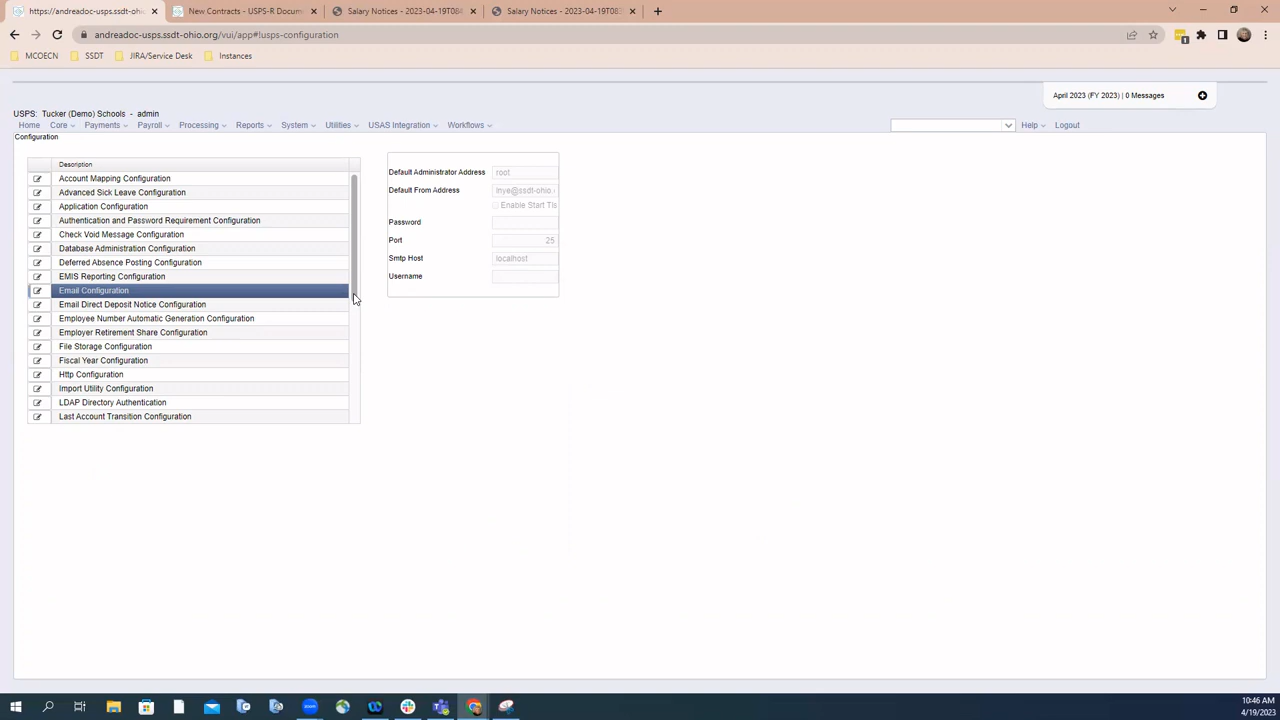 https://andreadoc-usps.ssdt-ohio.
New Contracts - USPS-R Docum
Salary Notices - 2023-04-19T084
Salary Notices - 2023-04-19T083
andreadoc-usps.ssdt-ohio.org/vui/app#!usps-configuration
MCOECN
SSDT
JIRA/Service Desk
Instances
April 2023 (FY 2023) | 0 Messages
USPS: Tucker (Demo) Schools - admin
Home Core Payments Payroll Processing Reports System Utilities USAS Integration Workflows Help Logout
Configuration
Description
Account Mapping Configuration
Advanced Sick Leave Configuration
Application Configuration
Authentication and Password Requirement Configuration
Check Void Message Configuration
Database Administration Configuration
Deferred Absence Posting Configuration
EMIS Reporting Configuration
Email Configuration
Email Direct Deposit Notice Configuration
Employee Number Automatic Generation Configuration
Employer Retirement Share Configuration
File Storage Configuration
Fiscal Year Configuration
Http Configuration
Import Utility Configuration
LDAP Directory Authentication
Last Account Transition Configuration
Default Administrator Address root
Default From Address lnye@ssdt-ohio.
Enable Start Tls
Password
Port 25
Smtp Host localhost
Username
10:46 AM
4/19/2023